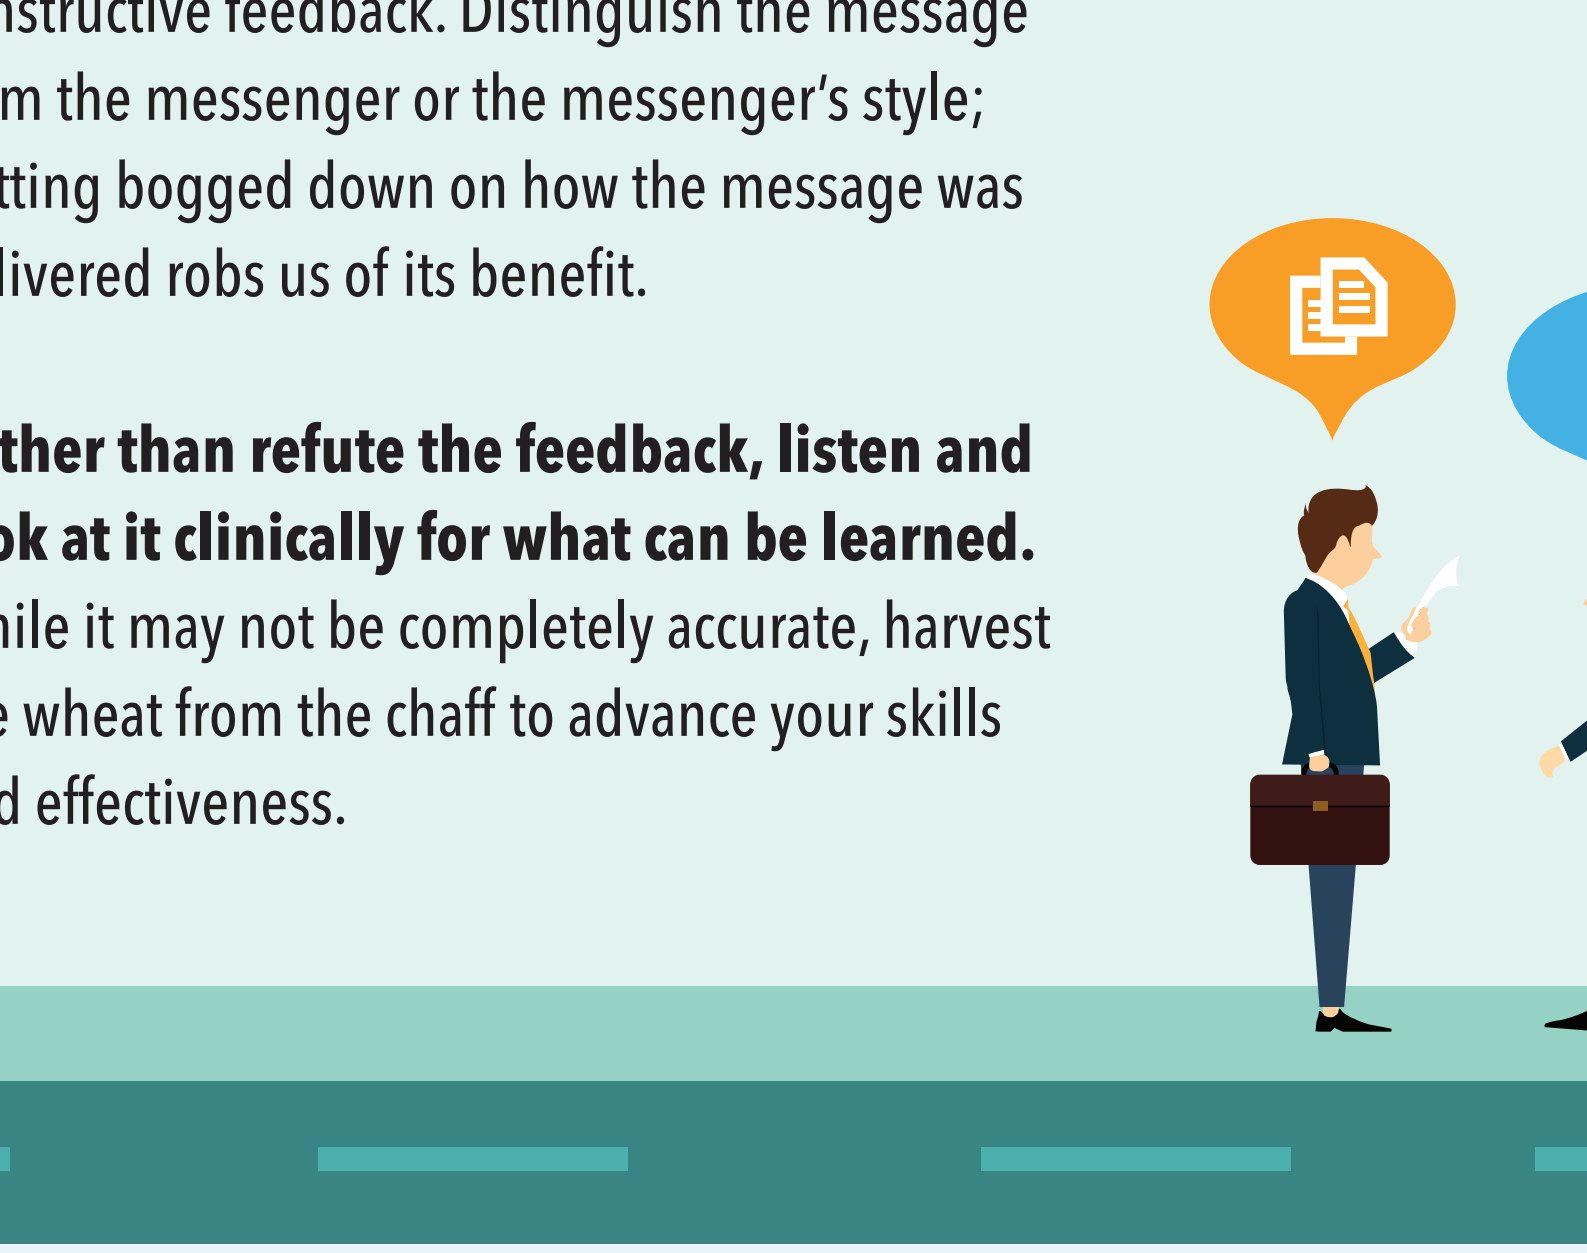 nstructive feedback. Distinguish the message
m the messenger or the messenger’s style;
tting bogged down on how the message was
livered robs us of its benefit.
ther than refute the feedback, listen and
ok at it clinically for what can be learned.
hile it may not be completely accurate, harvest
e wheat from the chaff to advance your skills
d effectiveness.